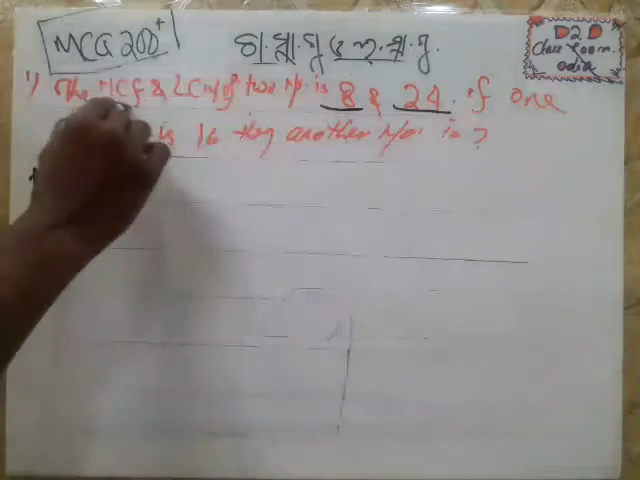 MCQ 200+
ଗ.ସା.ଗୁ ଓ ଲ.ସା.ଗୁ.
D2D
Class room.
odia
1) The HCF & LCM of two No is 8 & 24. if one
is 16 then another No. is?